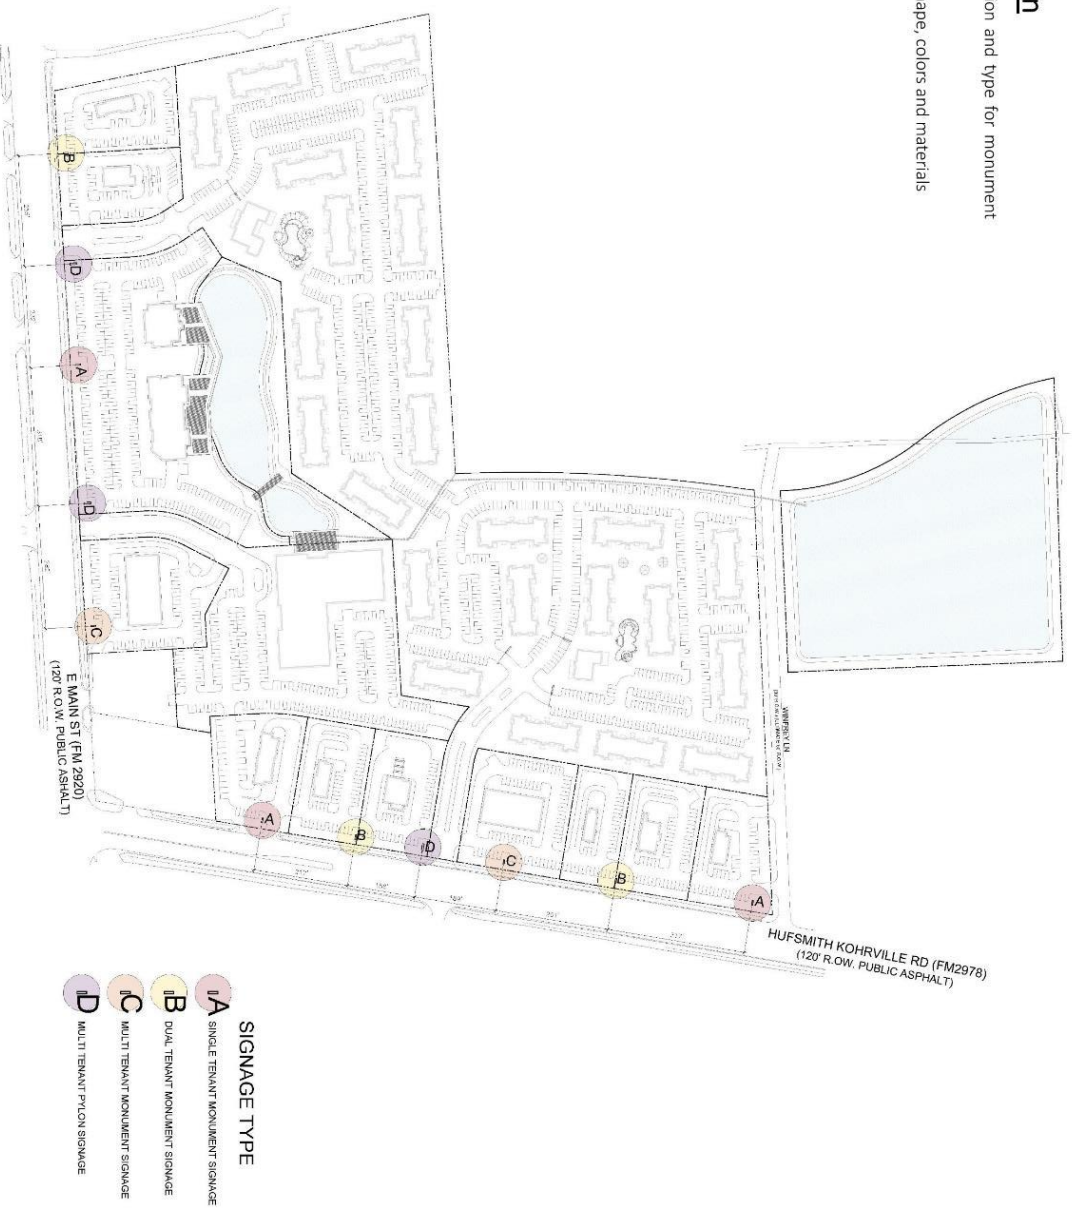 n
on and type for monument
ape, colors and materials
B
D
A
D
C
E MAIN ST (FM 2920)
(120' R.O.W. PUBLIC ASPHALT)
A
B
D
C
B
A
WINFREY LN
HUFSMITH KOHRVILLE RD (FM2978)
(120' R.OW. PUBLIC ASPHALT)
SIGNAGE TYPE
A SINGLE TENANT MONUMENT SIGNAGE
B DUAL TENANT MONUMENT SIGNAGE
C MULTI TENANT MONUMENT SIGNAGE
D MULTI TENANT PYLON SIGNAGE